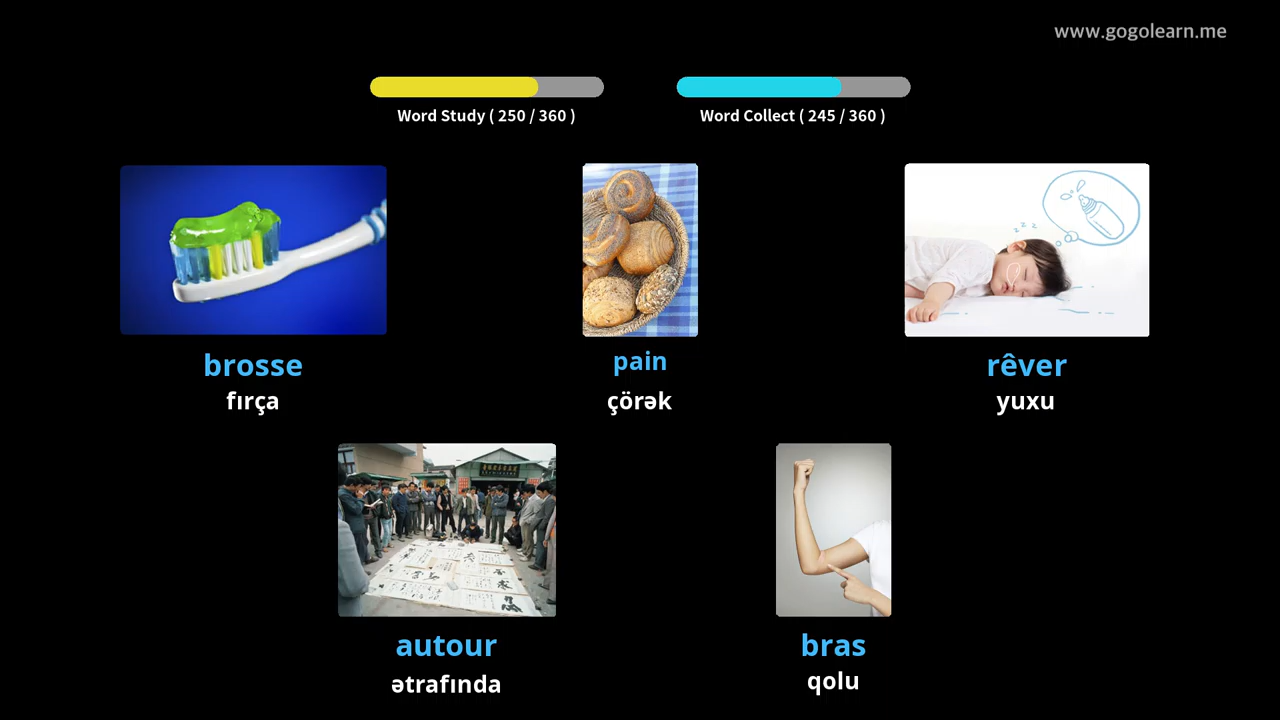 www.gogolearn.me
Word Study ( 250 / 360 )
Word Collect ( 245 / 360 )
brosse
fırça
pain
çörək
rêver
yuxu
autour
ətrafında
bras
qolu